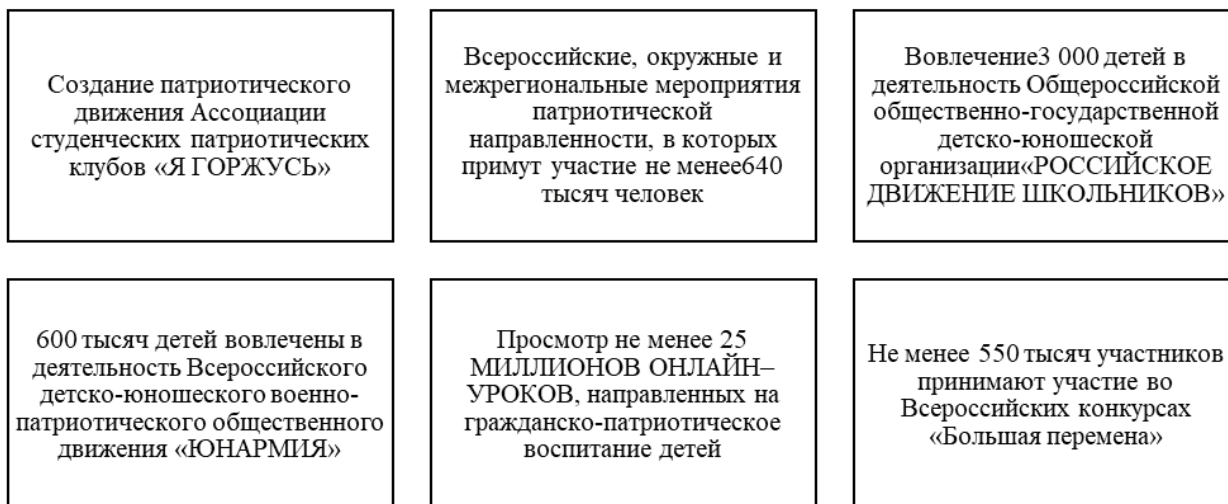 Создание патриотического
движения Ассоциации
студенческих патриотических
клубов «Я ГОРЖУСЬ»
Всероссийские, окружные и
межрегиональные мероприятия
патриотической
направленности, в которых
примут участие не менее640
тысяч человек
Вовлечение3 000 детей в
деятельность Общероссийской
общественно-государственной
детско-юношеской
организации«РОССИЙСКОЕ
ДВИЖЕНИЕ ШКОЛЬНИКОВ»
600 тысяч детей вовлечены в
деятельность Всероссийского
детско-юношеского военно-
патриотического общественного
движения «ЮНАРМИЯ»
Просмотр не менее 25
МИЛЛИОНОВ ОНЛАЙН–
УРОКОВ, направленных на
гражданско-патриотическое
воспитание детей
Не менее 550 тысяч участников
принимают участие во
Всероссийских конкурсах
«Большая перемена»